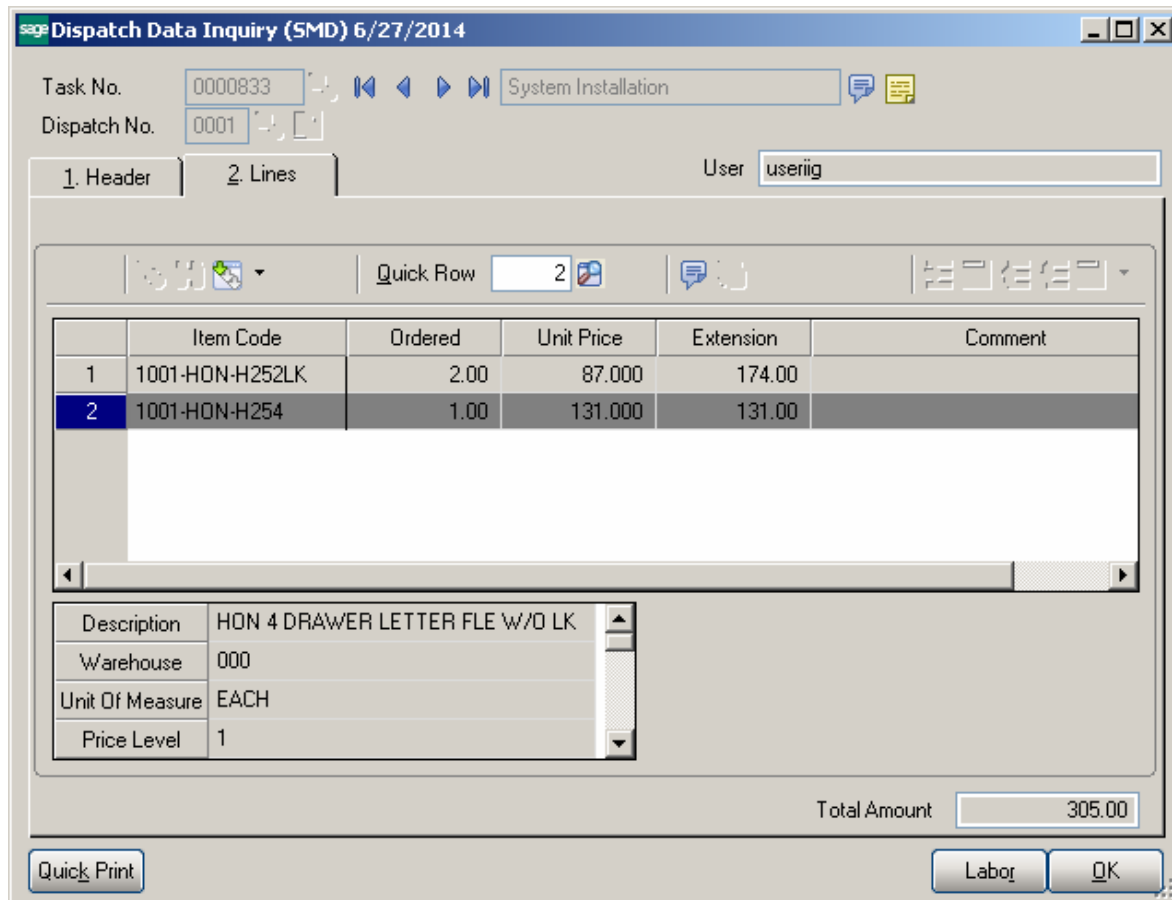 sage Dispatch Data Inquiry (SMD) 6/27/2014
Task No. 0000833 System Installation
Dispatch No. 0001
1. Header 2. Lines User useriig
Quick Row 2
Item Code Ordered Unit Price Extension Comment
1 1001-HON-H252LK 2.00 87.000 174.00
2 1001-HON-H254 1.00 131.000 131.00
Description HON 4 DRAWER LETTER FLE W/O LK
Warehouse 000
Unit Of Measure EACH
Price Level 1
Total Amount 305.00
Quick Print Labor OK